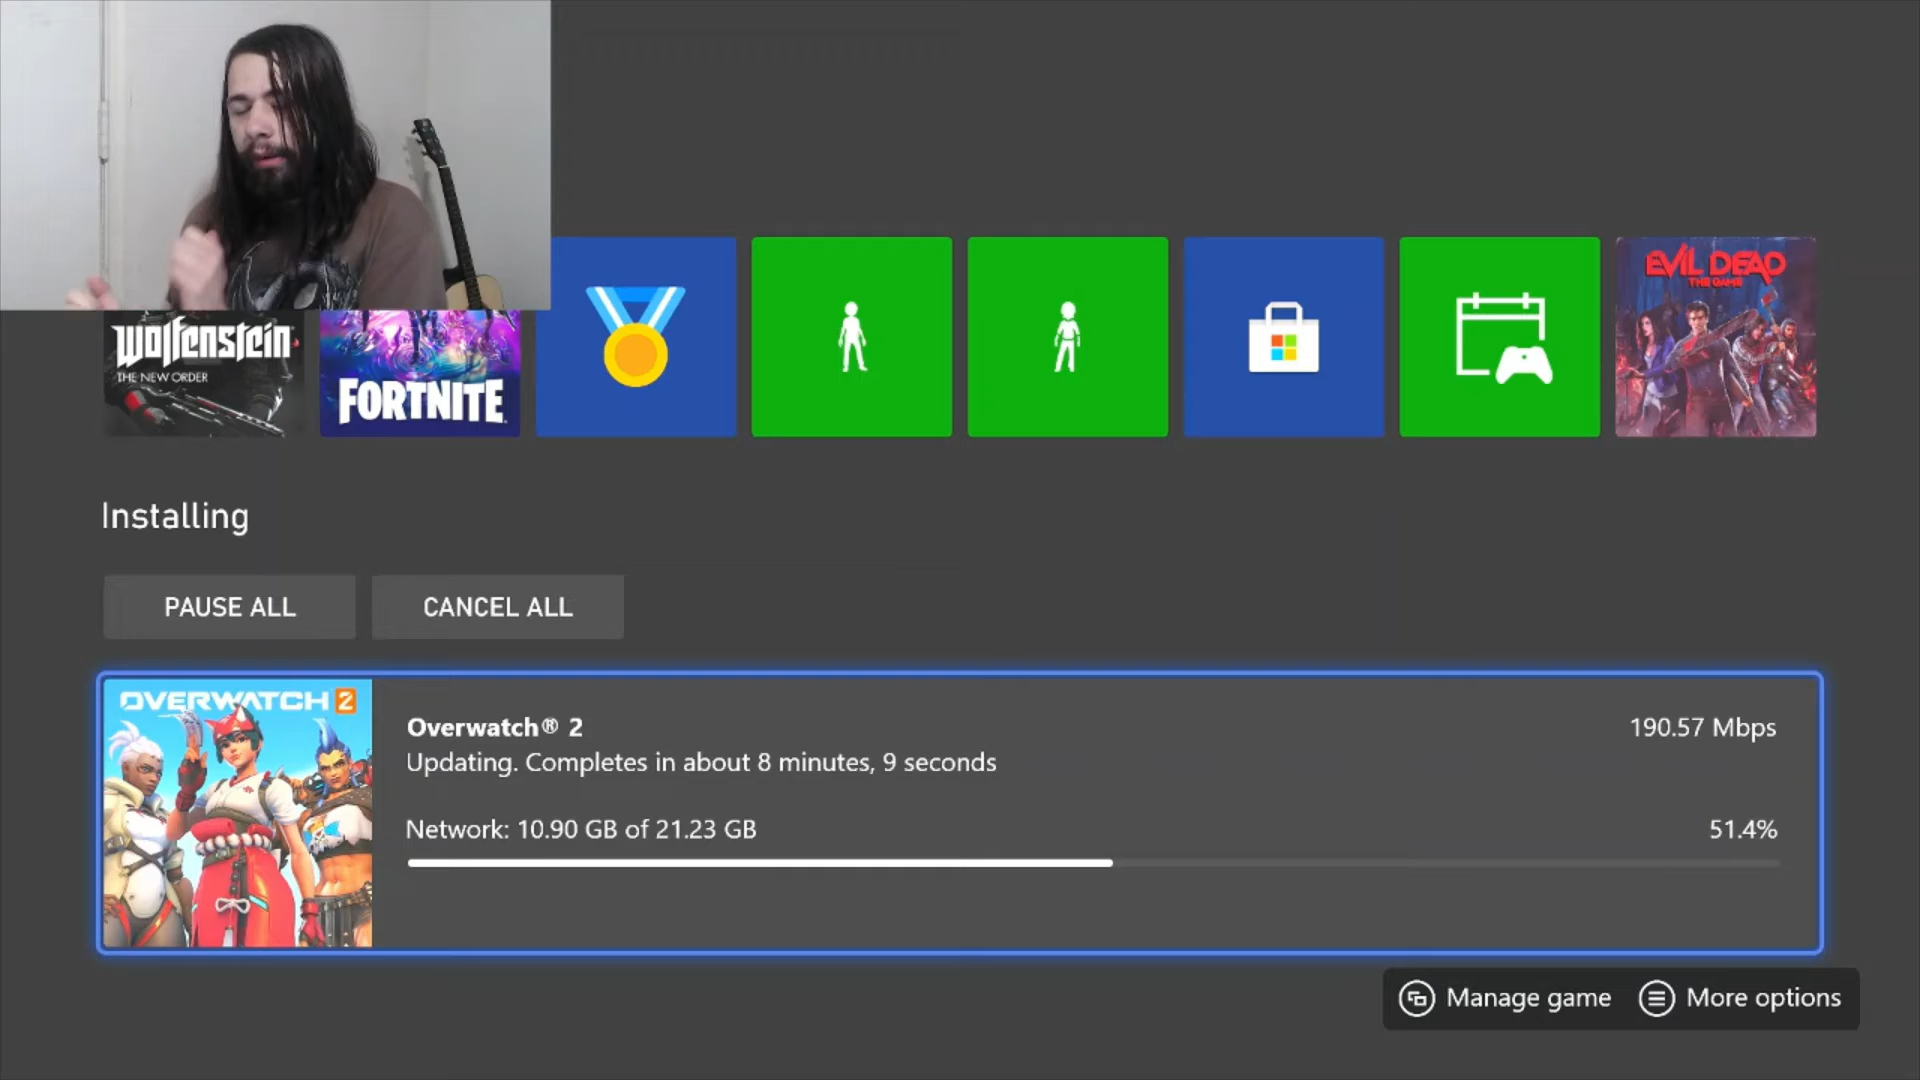 Wolfenstein
THE NEW ORDER
FORTNITE
EVIL DEAD
THE GAME
Installing
PAUSE ALL
CANCEL ALL
OVERWATCH 2
Overwatch® 2
190.57 Mbps
Updating. Completes in about 8 minutes, 9 seconds
Network: 10.90 GB of 21.23 GB
51.4%
Manage game
More options